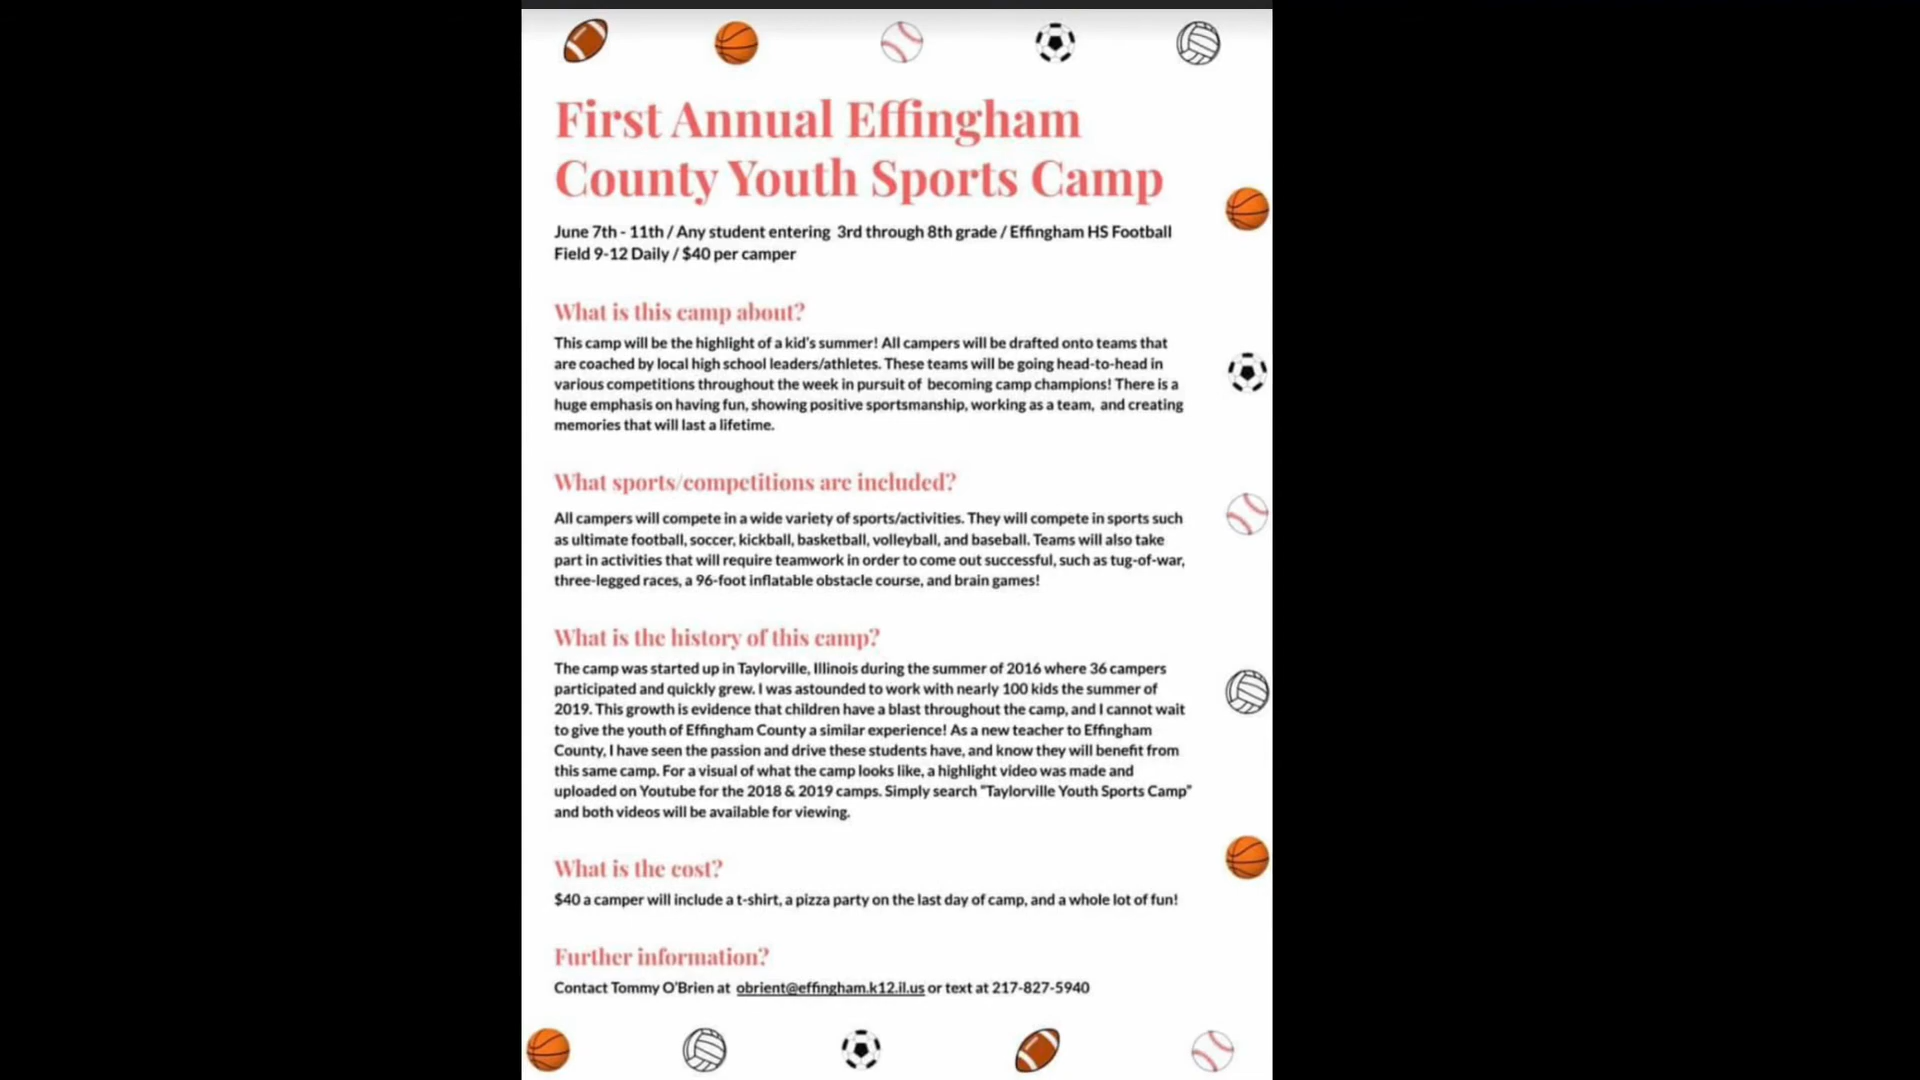 First Annual Effingham
County Youth Sports Camp
June 7th - 11th / Any student entering 3rd through 8th grade / Effingham HS Football
Field 9-12 Daily / $40 per camper
What is this camp about?
This camp will be the highlight of a kid's summer! All campers will be drafted onto teams that
are coached by local high school leaders/athletes. These teams will be going head-to-head in
various competitions throughout the week in pursuit of becoming camp champions! There is a
huge emphasis on having fun, showing positive sportsmanship, working as a team, and creating
memories that will last a lifetime.
What sports/competitions are included?
All campers will compete in a wide variety of sports/activities. They will compete in sports such
as ultimate football, soccer, kickball, basketball, volleyball, and baseball. Teams will also take
part in activities that will require teamwork in order to come out successful, such as tug-of-war,
three-legged races, a 96-foot inflatable obstacle course, and brain games!
What is the history of this camp?
The camp was started up in Taylorville, Illinois during the summer of 2016 where 36 campers
participated and quickly grew. I was astounded to work with nearly 100 kids the summer of
2019. This growth is evidence that children have a blast throughout the camp, and I cannot wait
to give the youth of Effingham County a similar experience! As a new teacher to Effingham
County, I have seen the passion and drive these students have, and know they will benefit from
this same camp. For a visual of what the camp looks like, a highlight video was made and
uploaded on Youtube for the 2018 & 2019 camps. Simply search "Taylorville Youth Sports Camp"
and both videos will be available for viewing.
What is the cost?
$40 a camper will include a t-shirt, a pizza party on the last day of camp, and a whole lot of fun!
Further information?
Contact Tommy O'Brien at obrient@effingham.k12.il.us or text at 217-827-5940